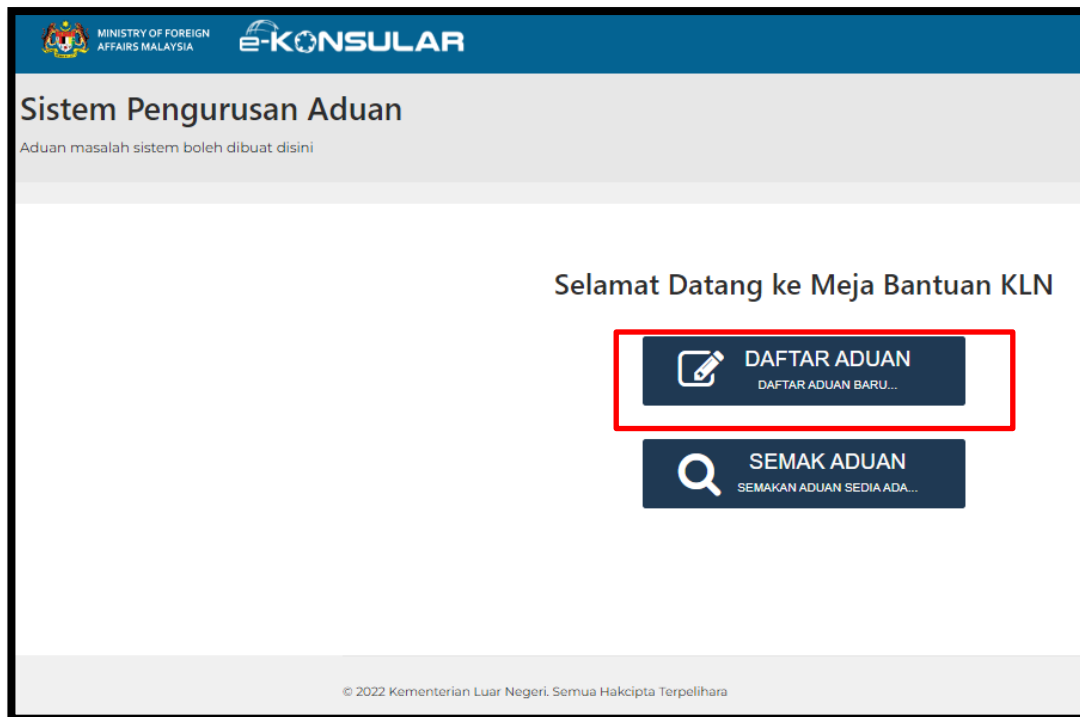 MINISTRY OF FOREIGN
AFFAIRS MALAYSIA
e-KONSULAR
Sistem Pengurusan Aduan
Aduan masalah sistem boleh dibuat disini
Selamat Datang ke Meja Bantuan KLN
DAFTAR ADUAN
DAFTAR ADUAN BARU...
SEMAK ADUAN
SEMAKAN ADUAN SEDIA ADA...
© 2022 Kementerian Luar Negeri. Semua Hakcipta Terpelihara